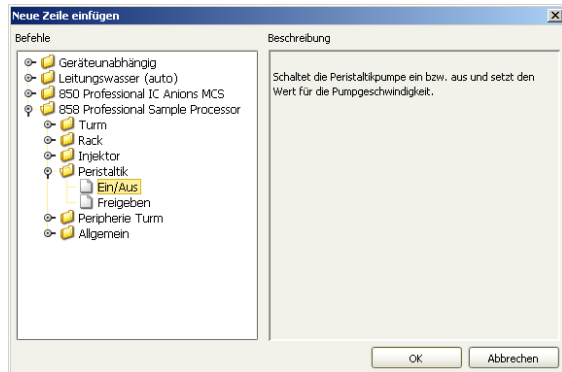 Neue Zeile einfügen
Befehle
Beschreibung
Geräteunabhängig
Leitungswasser (auto)
850 Professional IC Anions MCS
858 Professional Sample Processor
Turm
Rack
Injektor
Peristaltik
Ein/Aus
Freigeben
Peripherie Turm
Allgemein
Schaltet die Peristaltikpumpe ein bzw. aus und setzt den
Wert für die Pumpgeschwindigkeit.
OK
Abbrechen